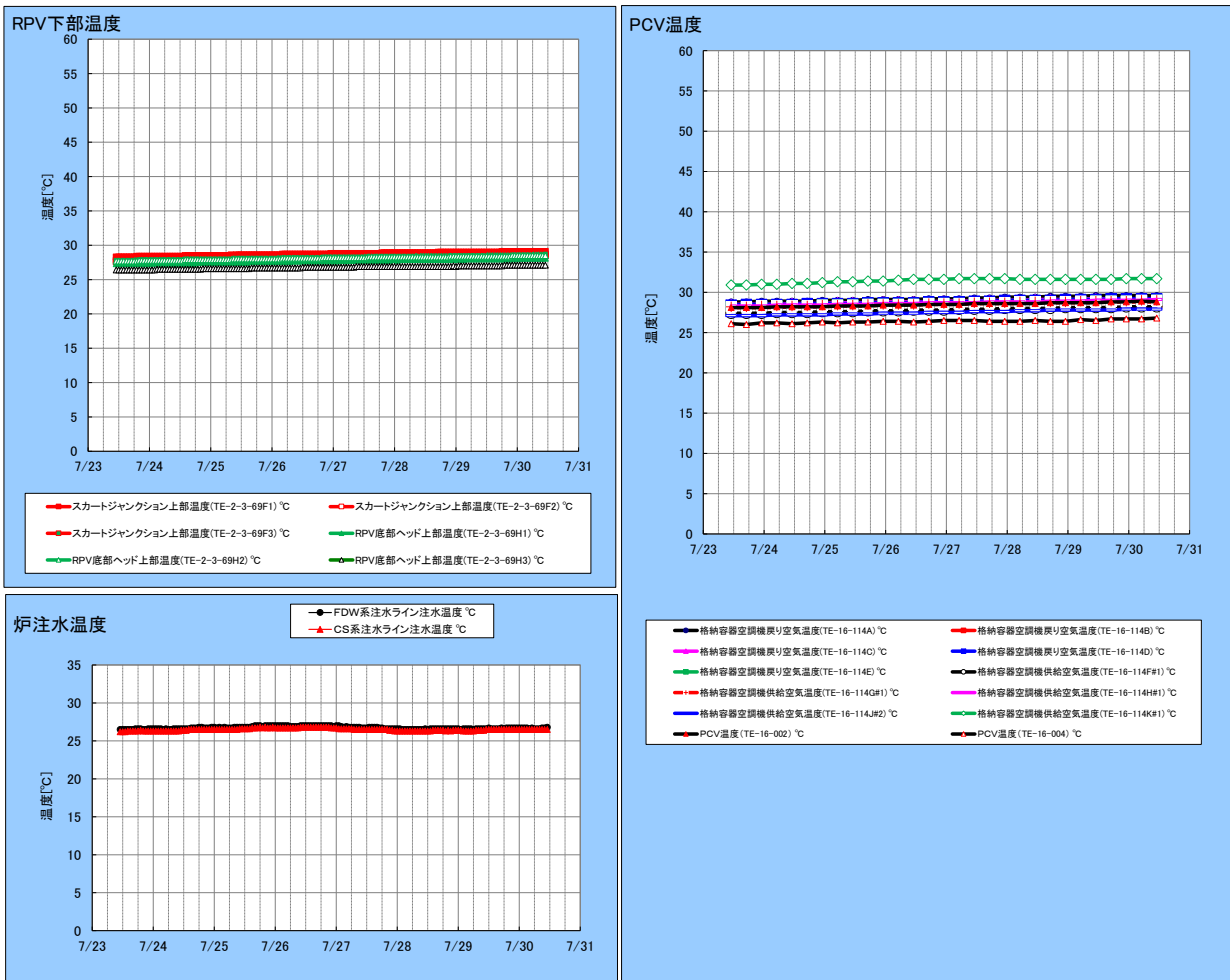 RPV下部温度
60
55
50
45
40
35
30
25
20
15
10
5
0
温度[℃]
7/23 7/24 7/25 7/26 7/27 7/28 7/29 7/30 7/31
スカートジャンクション上部温度(TE-2-3-69F1) ℃ スカートジャンクション上部温度(TE-2-3-69F2) ℃
スカートジャンクション上部温度(TE-2-3-69F3) ℃ RPV底部ヘッド上部温度(TE-2-3-69H1) ℃
RPV底部ヘッド上部温度(TE-2-3-69H2) ℃ RPV底部ヘッド上部温度(TE-2-3-69H3) ℃
炉注水温度
FDW系注水ライン注水温度 ℃
CS系注水ライン注水温度 ℃
35
30
25
20
15
10
5
0
温度[℃]
7/23 7/24 7/25 7/26 7/27 7/28 7/29 7/30 7/31
PCV温度
60
55
50
45
40
35
30
25
20
15
10
5
0
温度[℃]
7/23 7/24 7/25 7/26 7/27 7/28 7/29 7/30 7/31
格納容器空調機戻り空気温度(TE-16-114A) ℃ 格納容器空調機戻り空気温度(TE-16-114B) ℃
格納容器空調機戻り空気温度(TE-16-114C) ℃ 格納容器空調機戻り空気温度(TE-16-114D) ℃
格納容器空調機戻り空気温度(TE-16-114E) ℃ 格納容器空調機供給空気温度(TE-16-114F#1) ℃
格納容器空調機供給空気温度(TE-16-114G#1) ℃ 格納容器空調機供給空気温度(TE-16-114H#1) ℃
格納容器空調機供給空気温度(TE-16-114J#2) ℃ 格納容器空調機供給空気温度(TE-16-114K#1) ℃
PCV温度(TE-16-002) ℃ PCV温度(TE-16-004) ℃